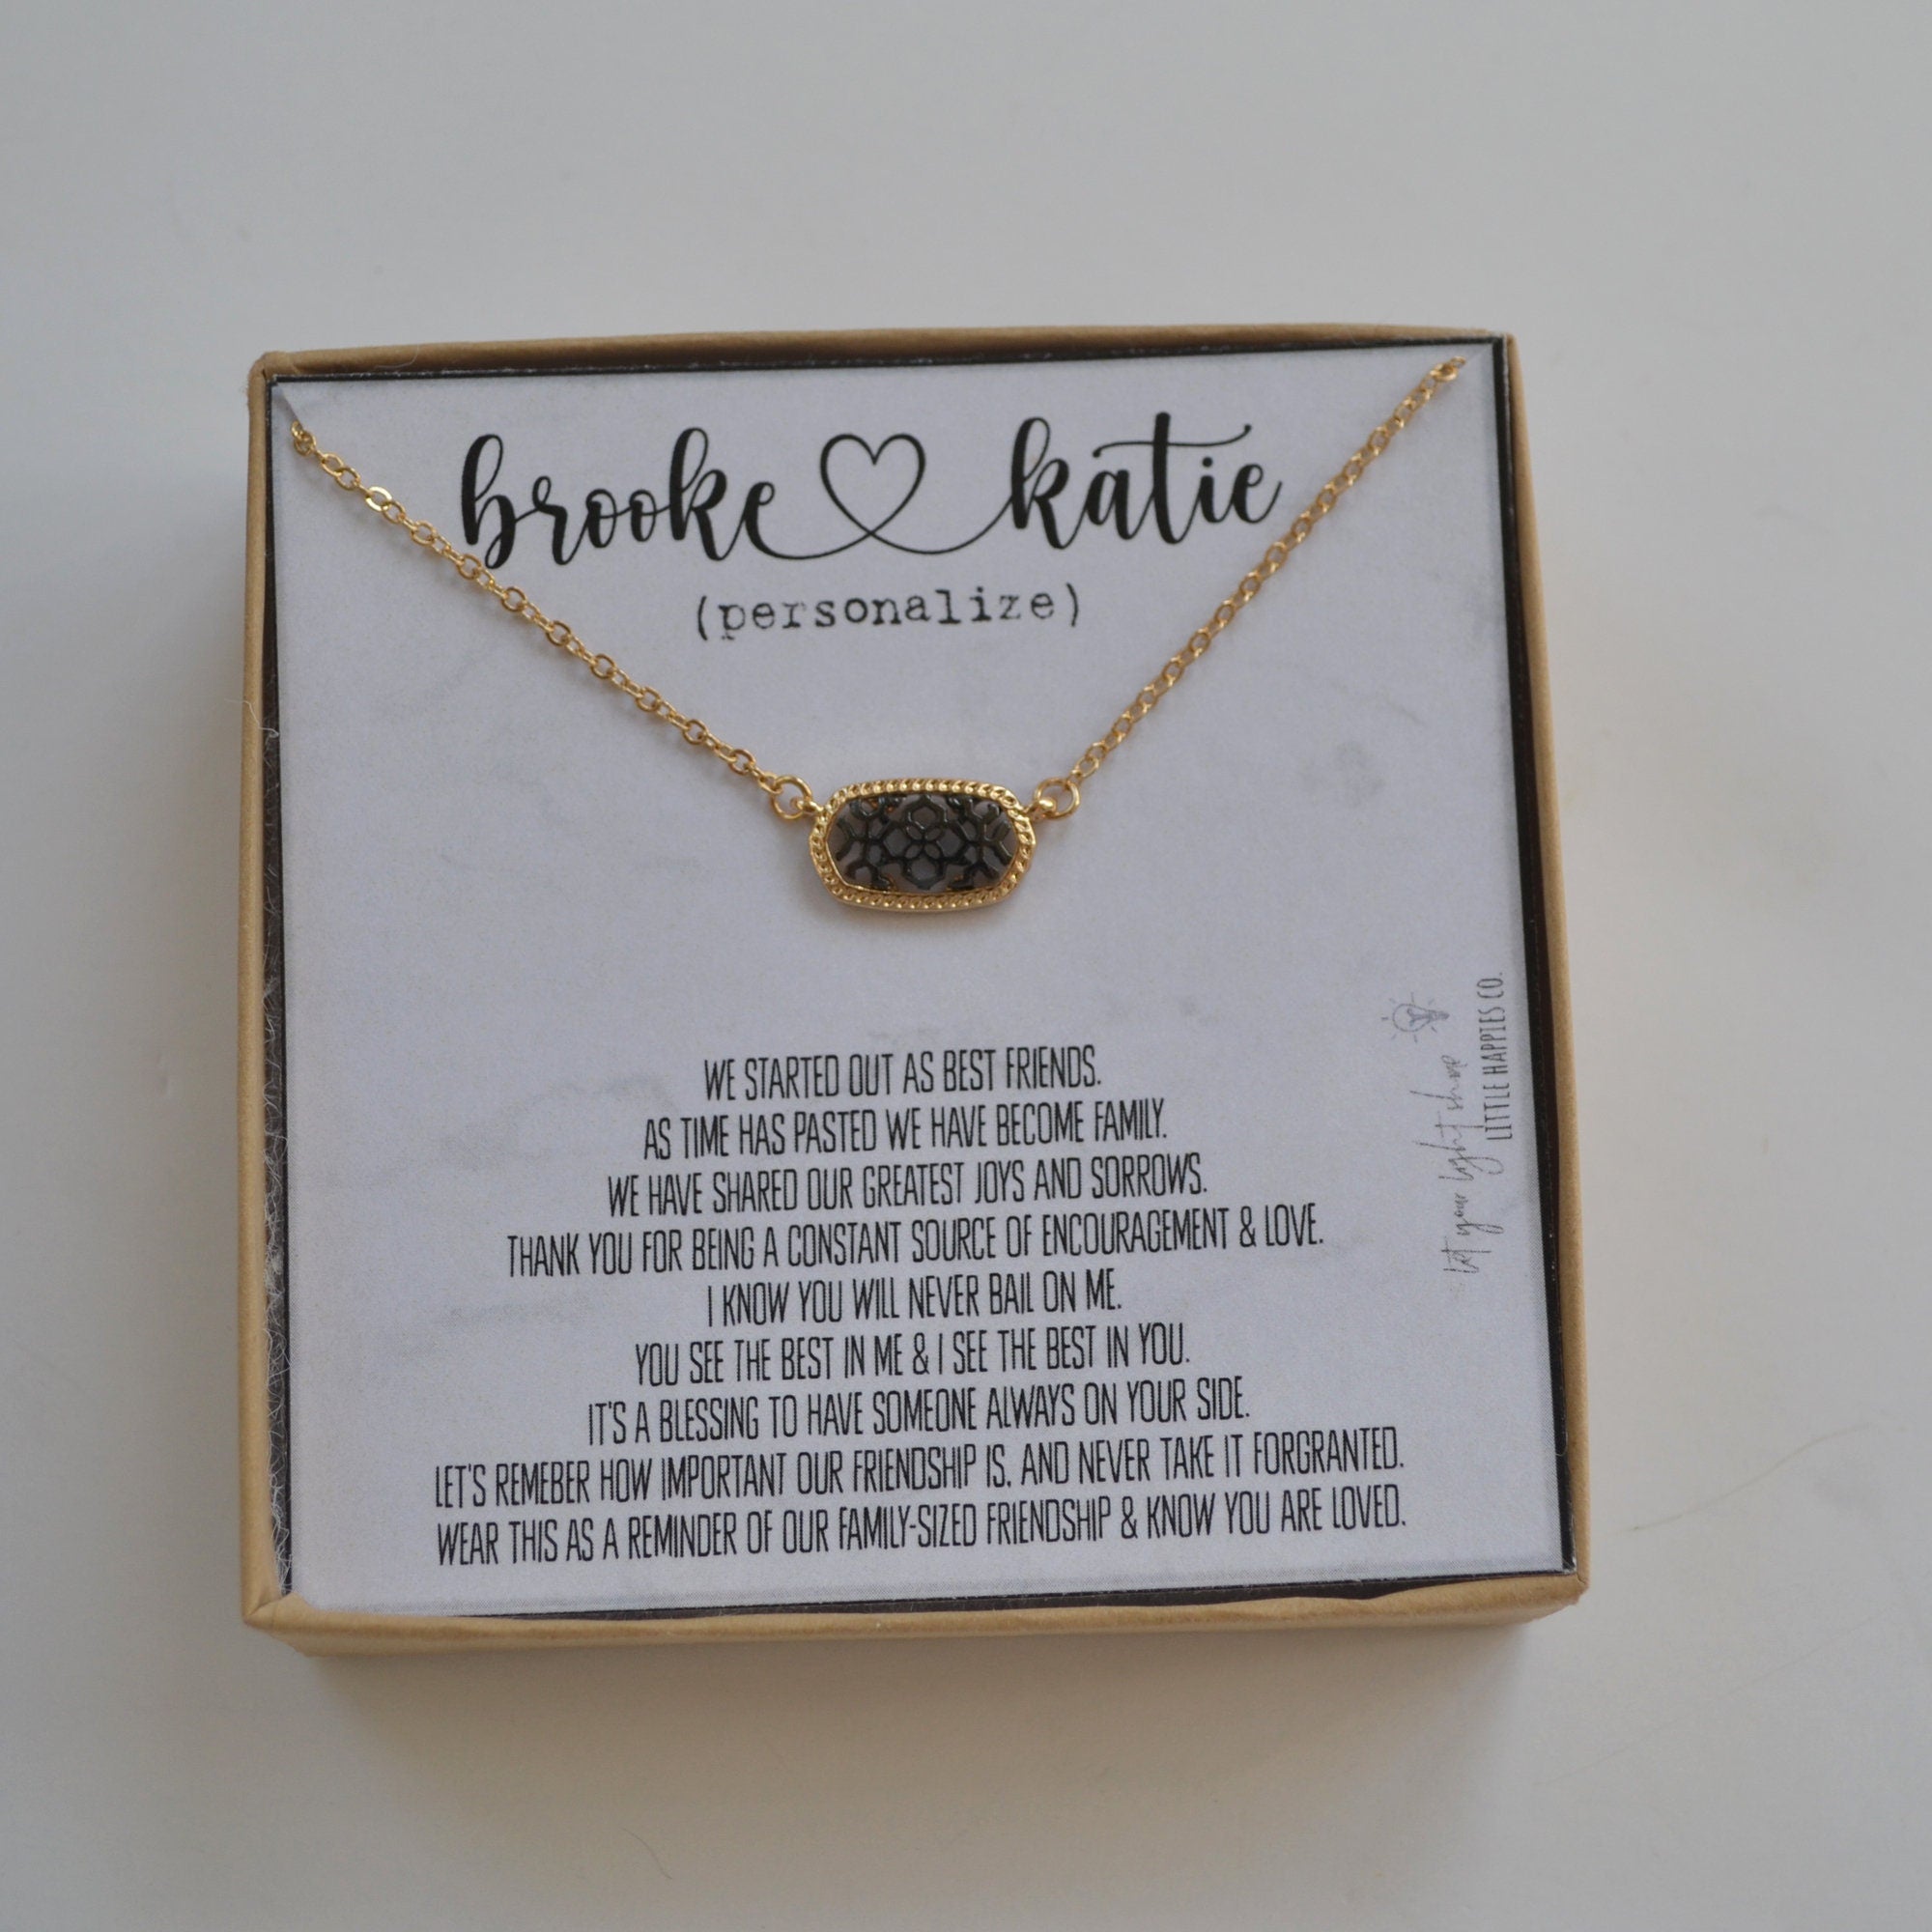 brooke katie
(personalize)
WE STARTED OUT AS BEST FRIENDS.
AS TIME HAS PASTED WE HAVE BECOME FAMILY.
WE HAVE SHARED OUR GREATEST JOYS AND SORROWS.
THANK YOU FOR BEING A CONSTANT SOURCE OF ENCOURAGEMENT & LOVE.
I KNOW YOU WILL NEVER BAIL ON ME.
YOU SEE THE BEST IN ME & I SEE THE BEST IN YOU.
IT'S A BLESSING TO HAVE SOMEONE ALWAYS ON YOUR SIDE.
LET'S REMEBER HOW IMPORTANT OUR FRIENDSHIP IS, AND NEVER TAKE IT FORGRANTED.
WEAR THIS AS A REMINDER OF OUR FAMILY-SIZED FRIENDSHIP & KNOW YOU ARE LOVED.
let your light shine
LITTLE HAPPIES CO.